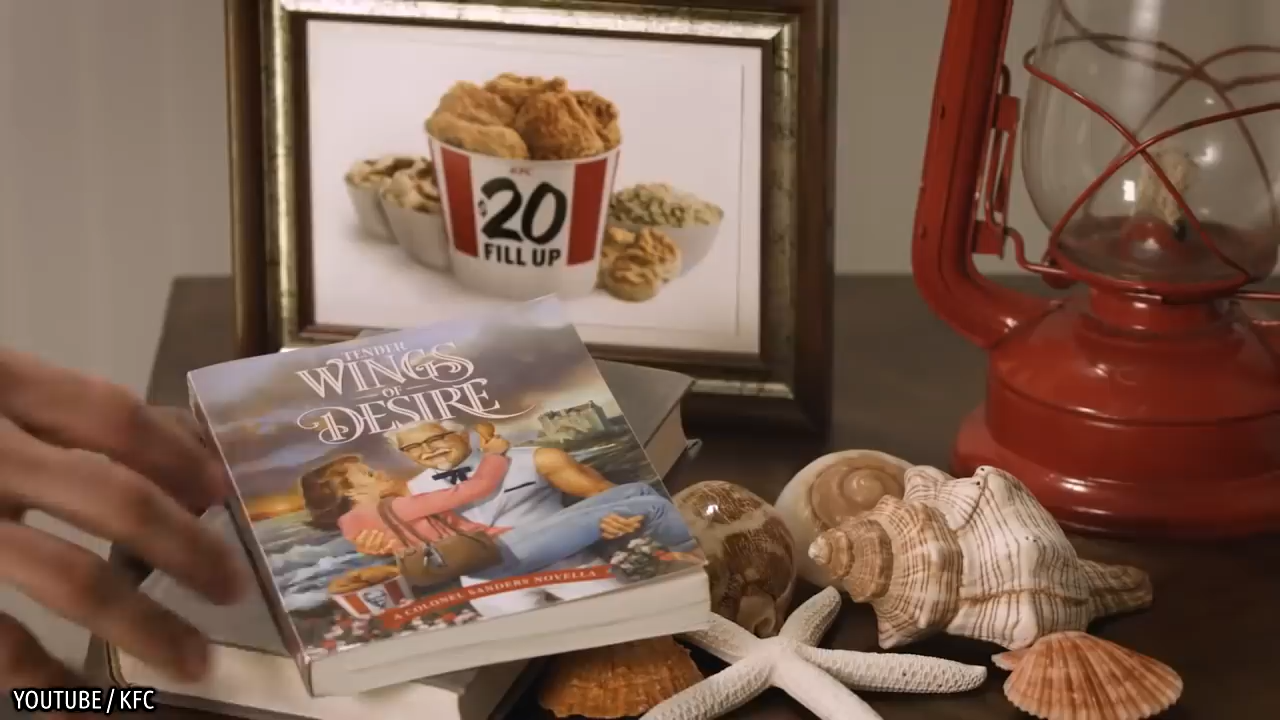 KFC
$20
FILL UP
TENDER
WINGS
OF
DESIRE
A COLONEL SANDERS NOVELLA
YOUTUBE / KFC